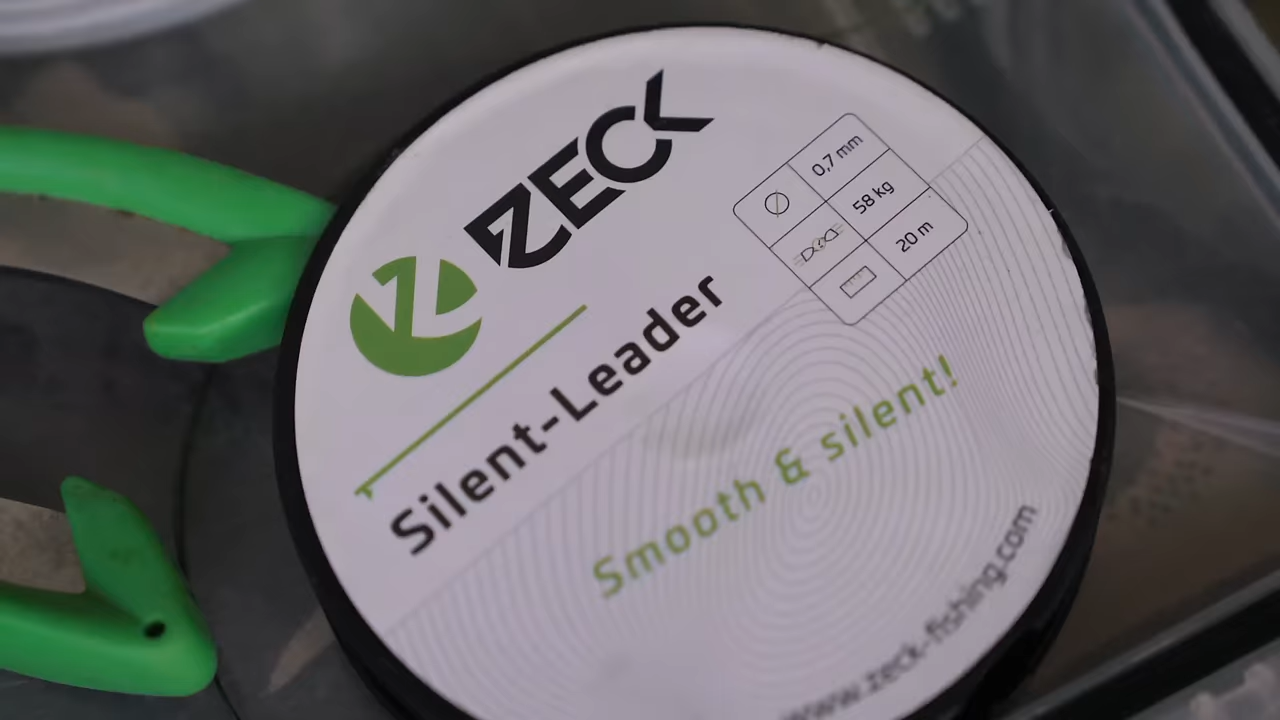 ZECK
Silent-Leader
0,7 mm
58 kg
20 m
Smooth & silent!
www.zeck-fishing.com